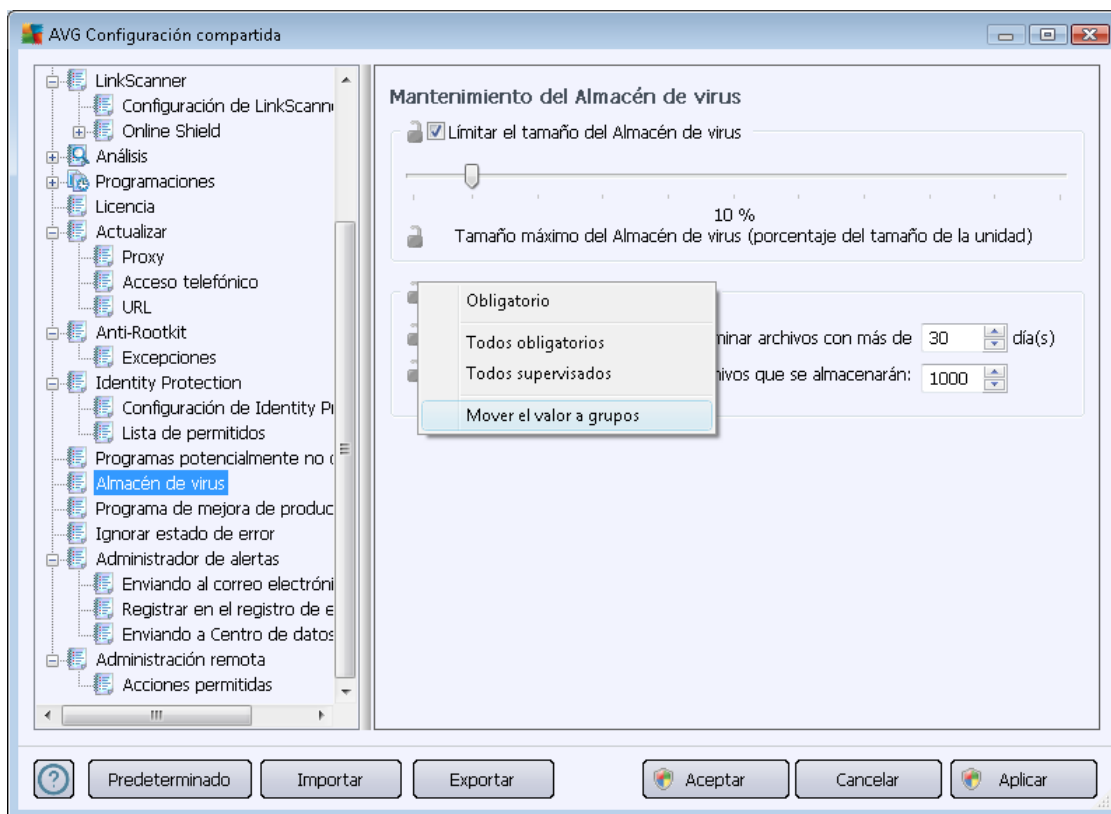 AVG Configuración compartida
LinkScanner
Configuración de LinkScann
Online Shield
Análisis
Programaciones
Licencia
Actualizar
Proxy
Acceso telefónico
URL
Anti-Rootkit
Excepciones
Identity Protection
Configuración de Identity P
Lista de permitidos
Programas potencialmente no
Almacén de virus
Programa de mejora de produc
Ignorar estado de error
Administrador de alertas
Enviando al correo electróni
Registrar en el registro de e
Enviando a Centro de datos
Administración remota
Acciones permitidas
Mantenimiento del Almacén de virus
Límitar el tamaño del Almacén de virus
10 %
Tamaño máximo del Almacén de virus (porcentaje del tamaño de la unidad)
Obligatorio
Todos obligatorios
Todos supervisados
Mover el valor a grupos
minar archivos con más de 30 día(s)
hivos que se almacenarán: 1000
Predeterminado
Importar
Exportar
Aceptar
Cancelar
Aplicar